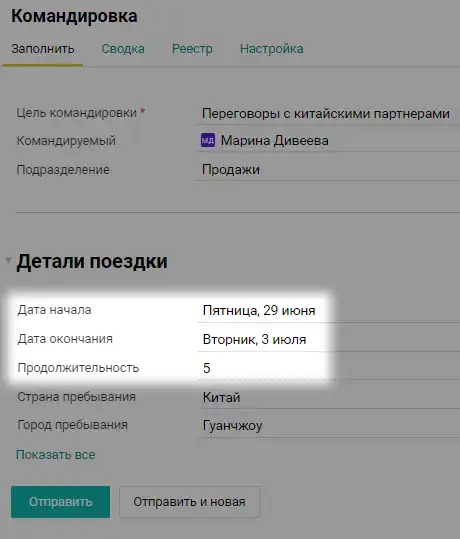 Командировка
Заполнить Сводка Реестр Настройка
Цель командировки * Переговоры с китайскими партнерами
Командируемый МД Марина Дивеева
Подразделение Продажи
Детали поездки
Дата начала Пятница, 29 июня
Дата окончания Вторник, 3 июля
Продолжительность 5
Страна пребывания Китай
Город пребывания Гуанчжоу
Показать все
Отправить Отправить и новая